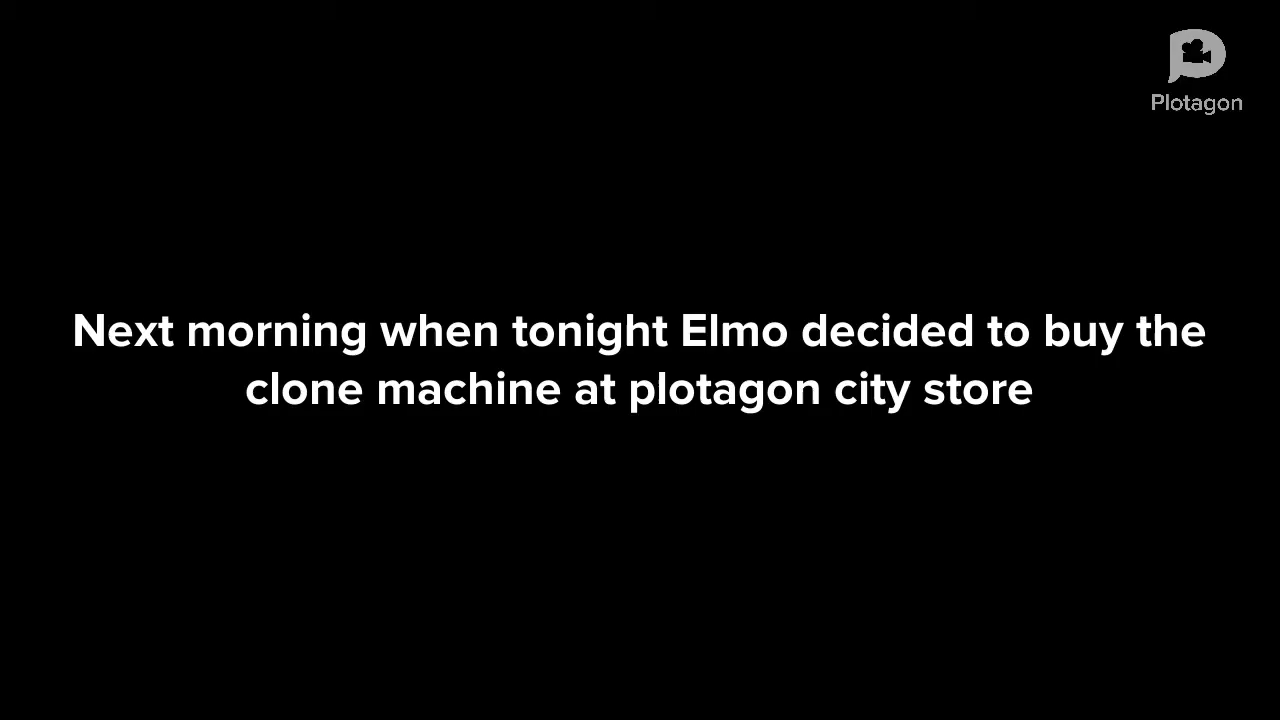 Plotagon
Next morning when tonight Elmo decided to buy the
clone machine at plotagon city store